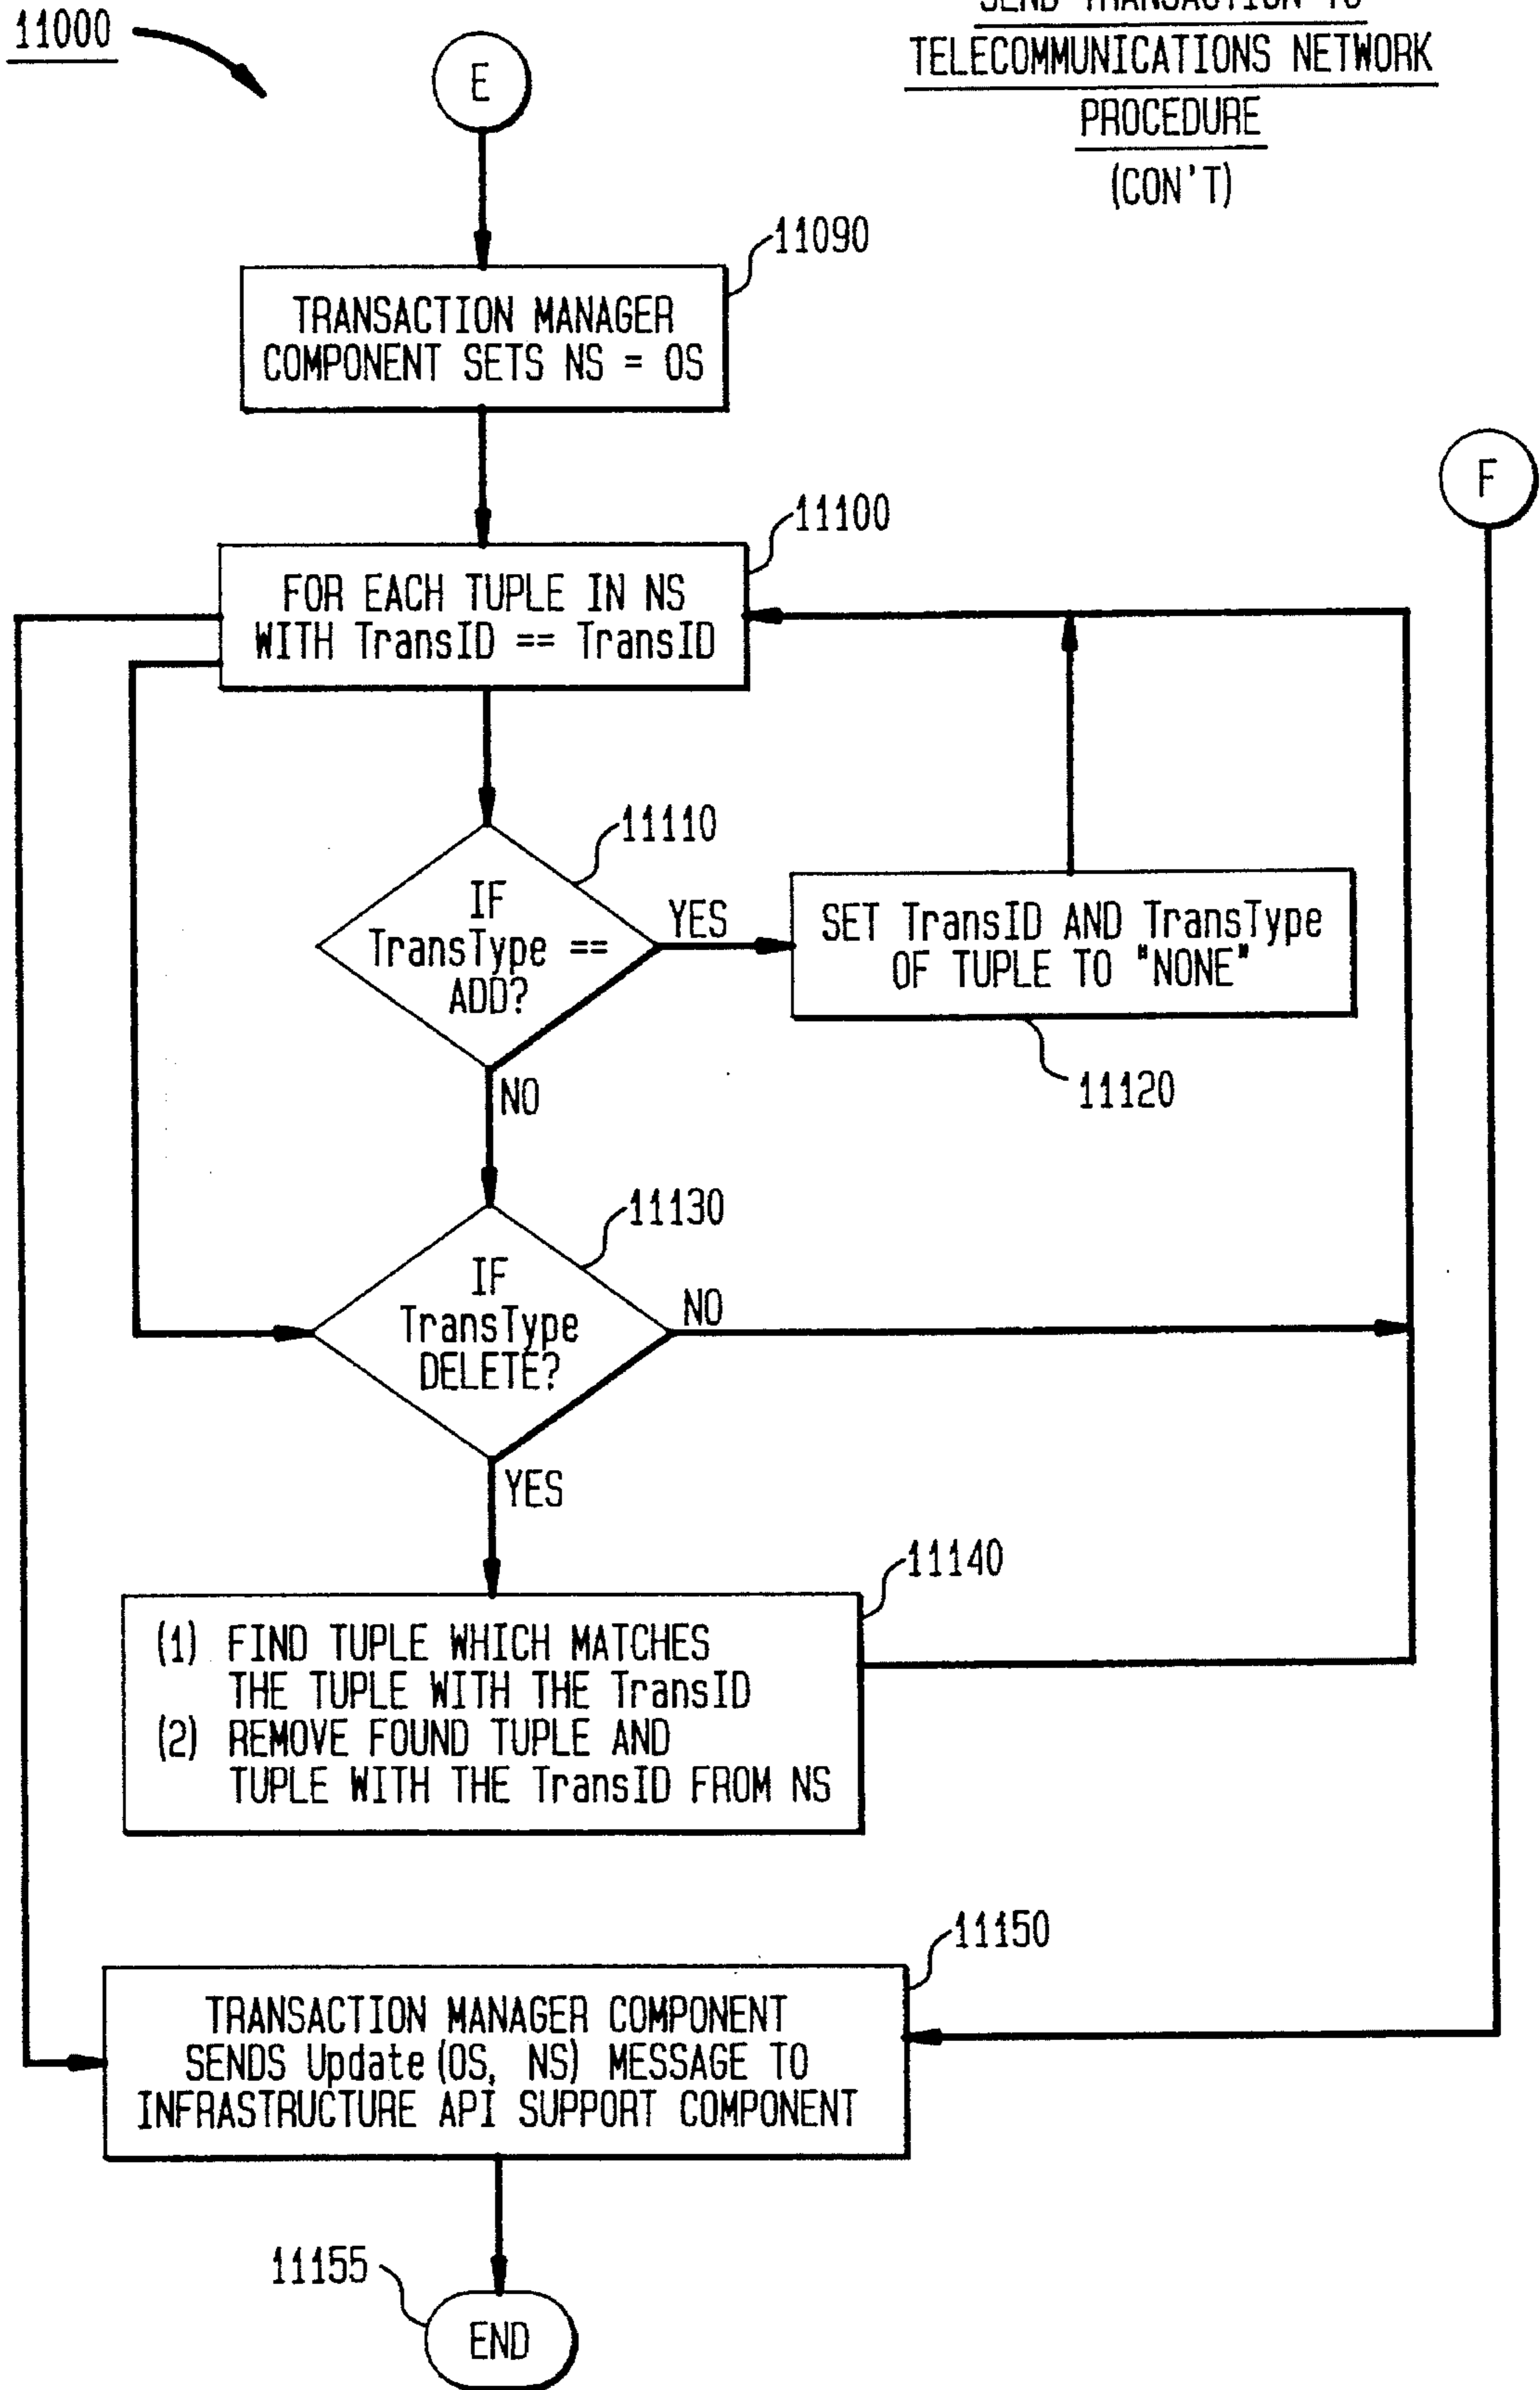 11000
SEND TRANSACTION TO
TELECOMMUNICATIONS NETWORK
PROCEDURE
(CON'T)
E
11090
TRANSACTION MANAGER
COMPONENT SETS NS = OS
F
11100
FOR EACH TUPLE IN NS
WITH TransID == TransID
11110
IF
TransType ==
ADD?
YES
SET TransID AND TransType
OF TUPLE TO "NONE"
11120
NO
11130
IF
TransType
DELETE?
NO
YES
11140
(1) FIND TUPLE WHICH MATCHES
THE TUPLE WITH THE TransID
(2) REMOVE FOUND TUPLE AND
TUPLE WITH THE TransID FROM NS
11150
TRANSACTION MANAGER COMPONENT
SENDS Update (OS, NS) MESSAGE TO
INFRASTRUCTURE API SUPPORT COMPONENT
11155
END